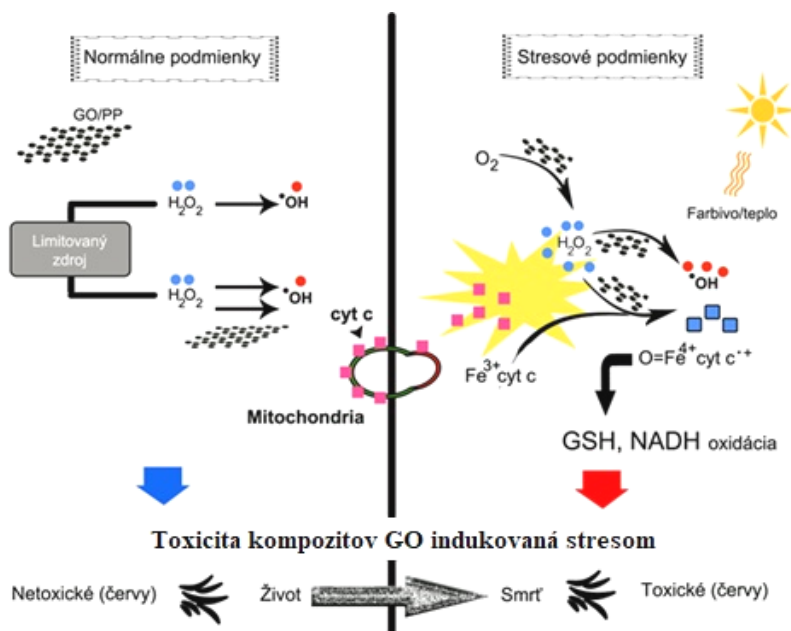 Normálne podmienky
GO/PP
H₂O₂
•OH
Limitovaný
zdroj
H₂O₂
•OH
cyt c
Mitochondria
Stresové podmienky
O₂
Farbivo/teplo
H₂O₂
•OH
Fe³⁺cyt c
O=Fe⁴⁺cyt c·⁺
GSH, NADH oxidácia
Toxicita kompozitov GO indukovaná stresom
Netoxické (červy)
Život
Smrť
Toxické (červy)